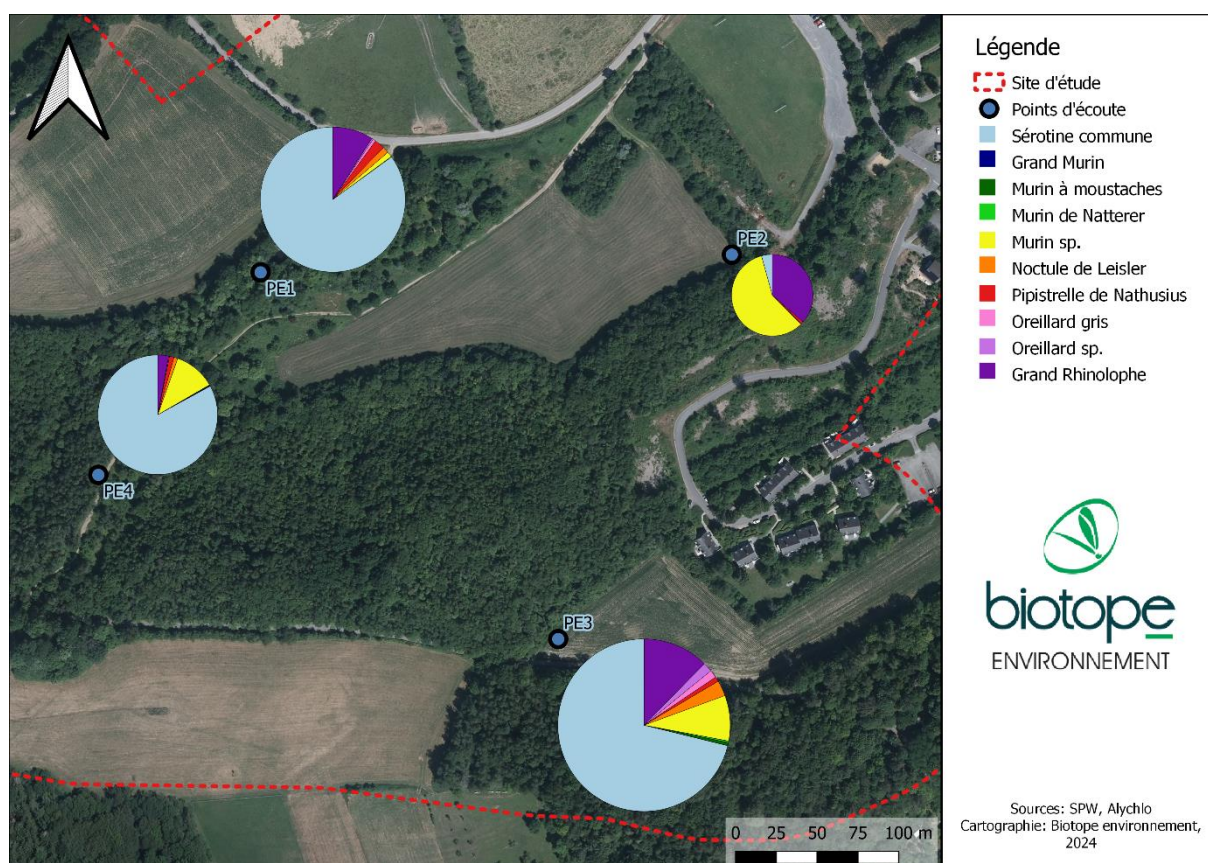 PE1
PE2
PE4
PE3
0 25 50 75 100 m
Légende
Site d'étude
Points d'écoute
Sérotine commune
Grand Murin
Murin à moustaches
Murin de Natterer
Murin sp.
Noctule de Leisler
Pipistrelle de Nathusius
Oreillard gris
Oreillard sp.
Grand Rhinolophe
biotope
ENVIRONNEMENT
Sources: SPW, Alychlo
Cartographie: Biotope environnement,
2024